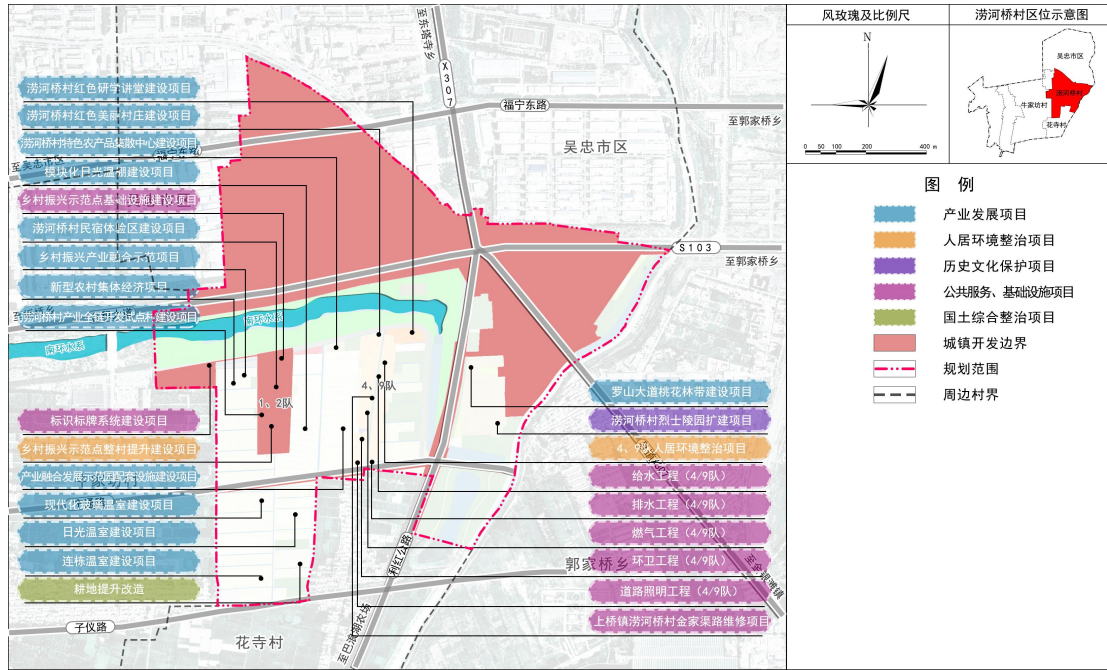 至东塔寺乡
X307
福宁东路
至郭家桥乡
吴忠市区
至吴忠市区
福宁东路
S103
至郭家桥乡
南环水系
南环水系
涝河桥村红色研学讲堂建设项目
涝河桥村红色美丽村庄建设项目
涝河桥村特色农产品集散中心建设项目
模块化日光温棚建设项目
乡村振兴示范点基础设施建设项目
涝河桥村民宿体验区建设项目
乡村振兴产业融合示范项目
新型农村集体经济项目
涝河桥村产业全链开发试点村建设项目
标识标牌系统建设项目
乡村振兴示范点整村提升建设项目
产业融合发展示范园配套设施建设项目
现代化玻璃温室建设项目
日光温室建设项目
连栋温室建设项目
耕地提升改造
1、2队
4、9队
罗山大道桃花林带建设项目
涝河桥村烈士陵园扩建项目
4、9队人居环境整治项目
给水工程（4/9队）
排水工程（4/9队）
燃气工程（4/9队）
环卫工程（4/9队）
道路照明工程（4/9队）
上桥镇涝河桥村金家渠路维修项目
郭家桥乡
至金银滩镇
利红公路
至巴浪湖农场
子仪路
花寺村
风玫瑰及比例尺
N
0 50 100 200 400 m
涝河桥村区位示意图
吴忠市区
涝河桥村
牛家坊村
花寺村
图 例
产业发展项目
人居环境整治项目
历史文化保护项目
公共服务、基础设施项目
国土综合整治项目
城镇开发边界
规划范围
周边村界